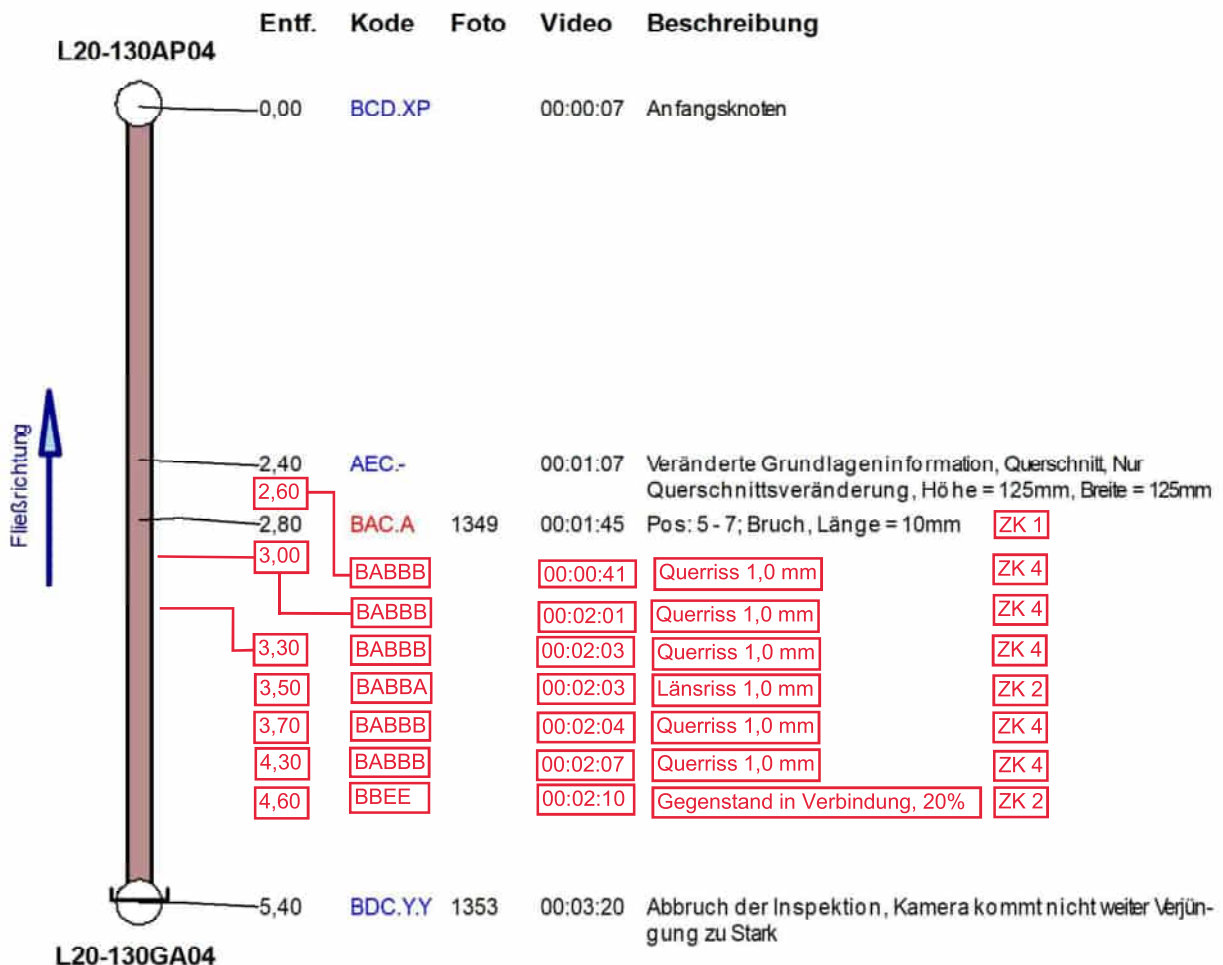 Entf. Kode Foto Video Beschreibung
L20-130AP04
0,00 BCD.XP 00:00:07 Anfangsknoten
Fließrichtung
2,40 AEC.- 00:01:07 Veränderte Grundlageninformation, Querschnitt, Nur
Querschnittsveränderung, Höhe = 125mm, Breite = 125mm
2,60
2,80 BAC.A 1349 00:01:45 Pos: 5 - 7; Bruch, Länge = 10mm ZK 1
3,00
BABBB 00:00:41 Querriss 1,0 mm ZK 4
BABBB 00:02:01 Querriss 1,0 mm ZK 4
3,30 BABBB 00:02:03 Querriss 1,0 mm ZK 4
3,50 BABBA 00:02:03 Länsriss 1,0 mm ZK 2
3,70 BABBB 00:02:04 Querriss 1,0 mm ZK 4
4,30 BABBB 00:02:07 Querriss 1,0 mm ZK 4
4,60 BBEE 00:02:10 Gegenstand in Verbindung, 20% ZK 2
5,40 BDC.Y.Y 1353 00:03:20 Abbruch der Inspektion, Kamera kommt nicht weiter Verjün-
gung zu Stark
L20-130GA04